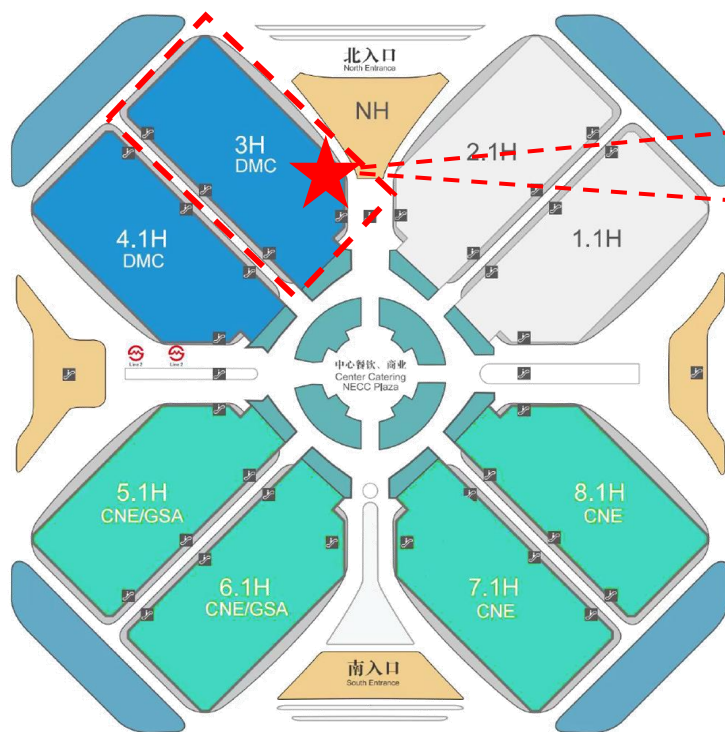 北入口
North Entrance
NH
3H
DMC
2.1H
4.1H
DMC
1.1H
Line 2
中心餐饮、商业
Center Catering
NECC Plaza
5.1H
CNE/GSA
8.1H
CNE
6.1H
CNE/GSA
7.1H
CNE
南入口
South Entrance